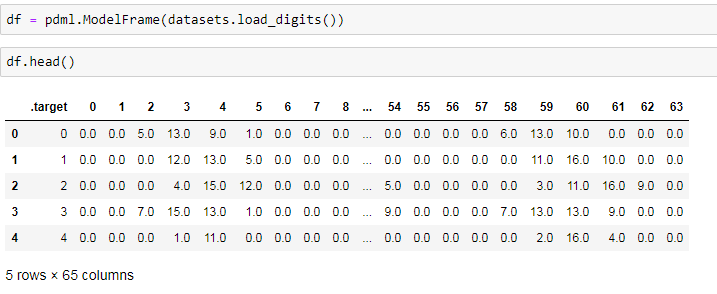 df = pdml.ModelFrame(datasets.load_digits())
df.head()
.target 0 1 2 3 4 5 6 7 8 ... 54 55 56 57 58 59 60 61 62 63
0 0 0.0 0.0 5.0 13.0 9.0 1.0 0.0 0.0 0.0 ... 0.0 0.0 0.0 0.0 6.0 13.0 10.0 0.0 0.0 0.0
1 1 0.0 0.0 0.0 12.0 13.0 5.0 0.0 0.0 0.0 ... 0.0 0.0 0.0 0.0 0.0 11.0 16.0 10.0 0.0 0.0
2 2 0.0 0.0 0.0 4.0 15.0 12.0 0.0 0.0 0.0 ... 5.0 0.0 0.0 0.0 0.0 3.0 11.0 16.0 9.0 0.0
3 3 0.0 0.0 7.0 15.0 13.0 1.0 0.0 0.0 0.0 ... 9.0 0.0 0.0 0.0 7.0 13.0 13.0 9.0 0.0 0.0
4 4 0.0 0.0 0.0 1.0 11.0 0.0 0.0 0.0 0.0 ... 0.0 0.0 0.0 0.0 0.0 2.0 16.0 4.0 0.0 0.0
5 rows × 65 columns